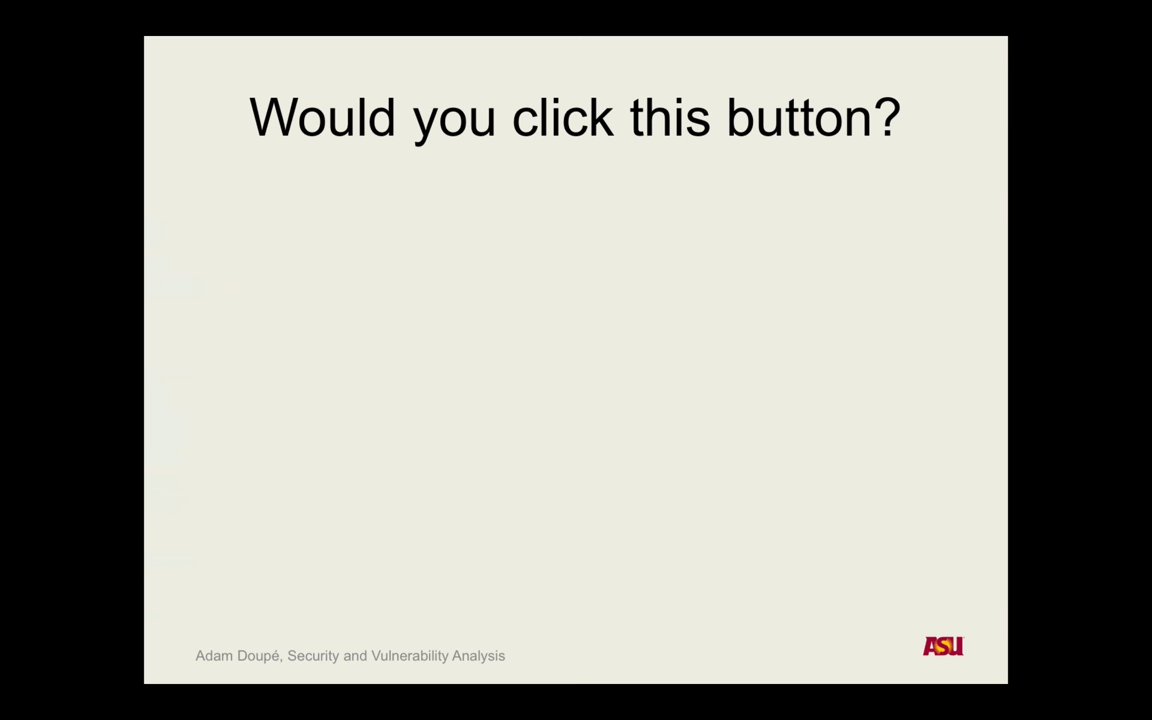 Would you click this button?
Adam Doupé, Security and Vulnerability Analysis
ASU